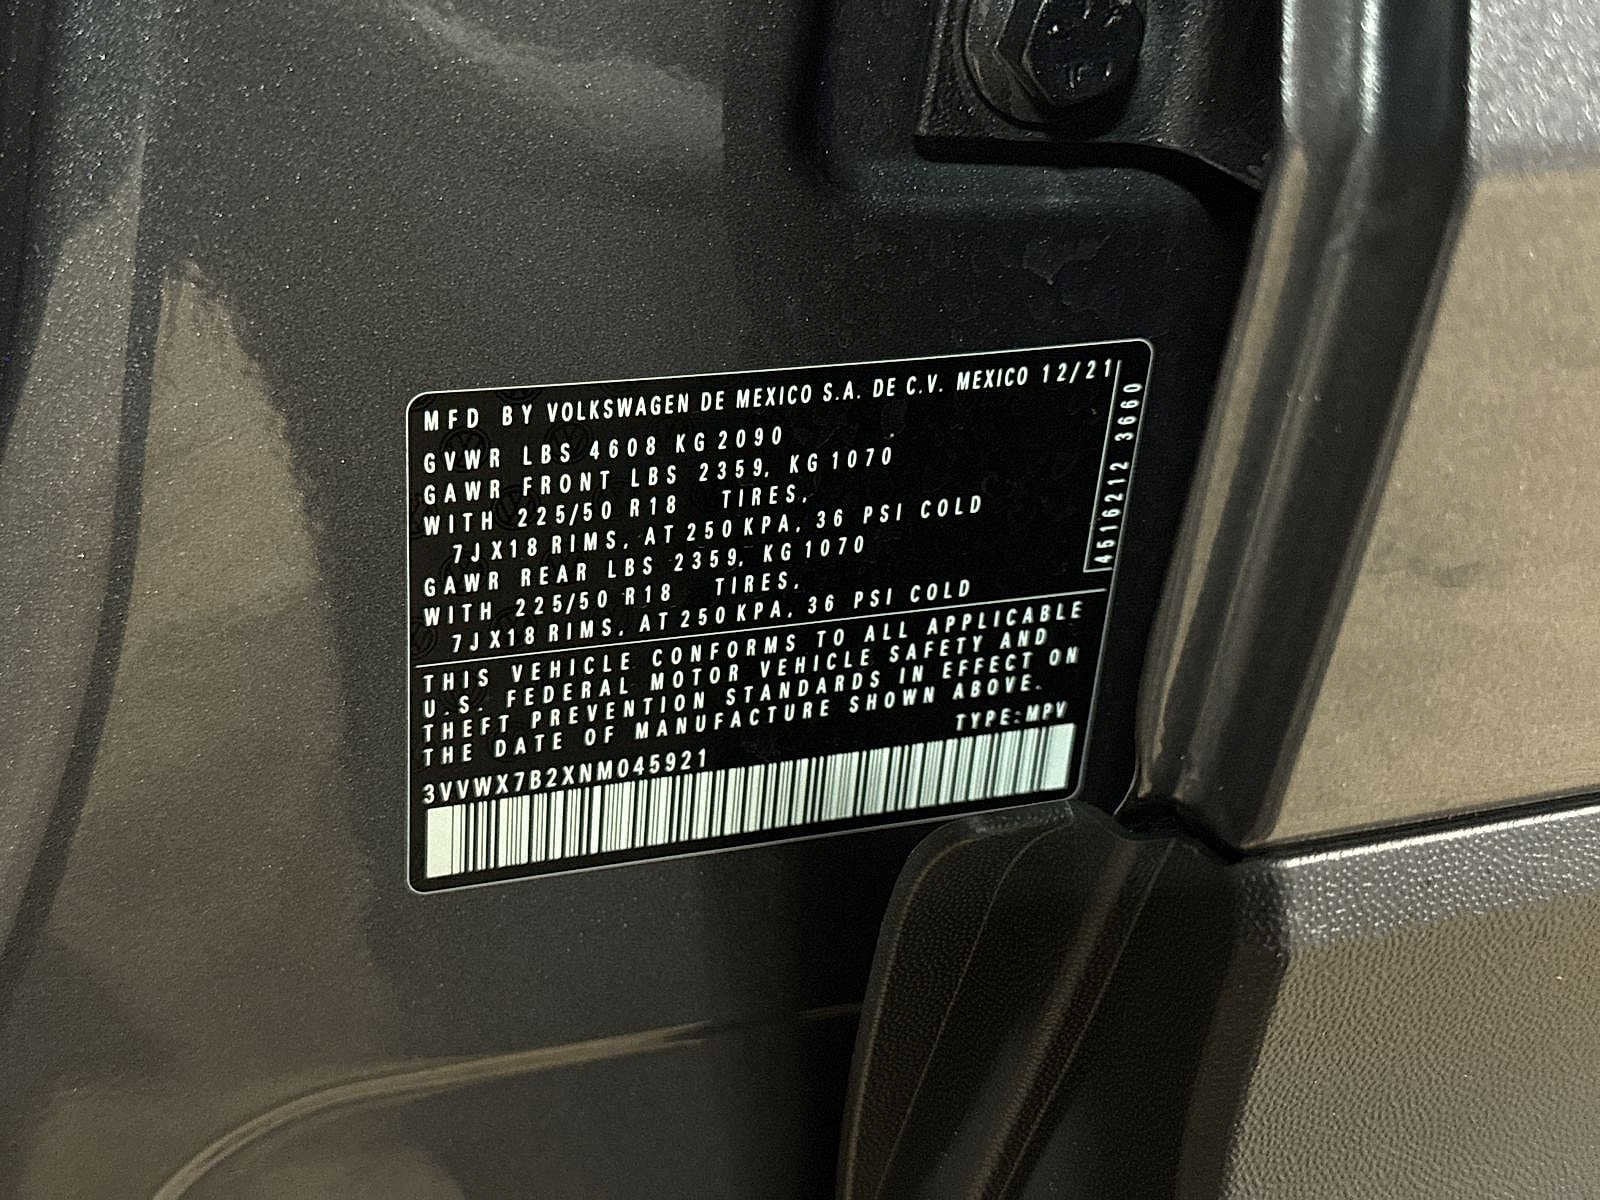 MFD BY VOLKSWAGEN DE MEXICO S.A. DE C.V. MEXICO 12/21
GVWR LBS 4608 KG 2090
GAWR FRONT LBS 2359, KG 1070
WITH 225/50 R18 TIRES,
7JX18 RIMS, AT 250 KPA, 36 PSI COLD
GAWR REAR LBS 2359, KG 1070
WITH 225/50 R18 TIRES,
7JX18 RIMS, AT 250 KPA, 36 PSI COLD
4516212 3660
THIS VEHICLE CONFORMS TO ALL APPLICABLE
U.S. FEDERAL MOTOR VEHICLE SAFETY AND
THEFT PREVENTION STANDARDS IN EFFECT ON
THE DATE OF MANUFACTURE SHOWN ABOVE.
TYPE:MPV
3VVWX7B2XNM045921